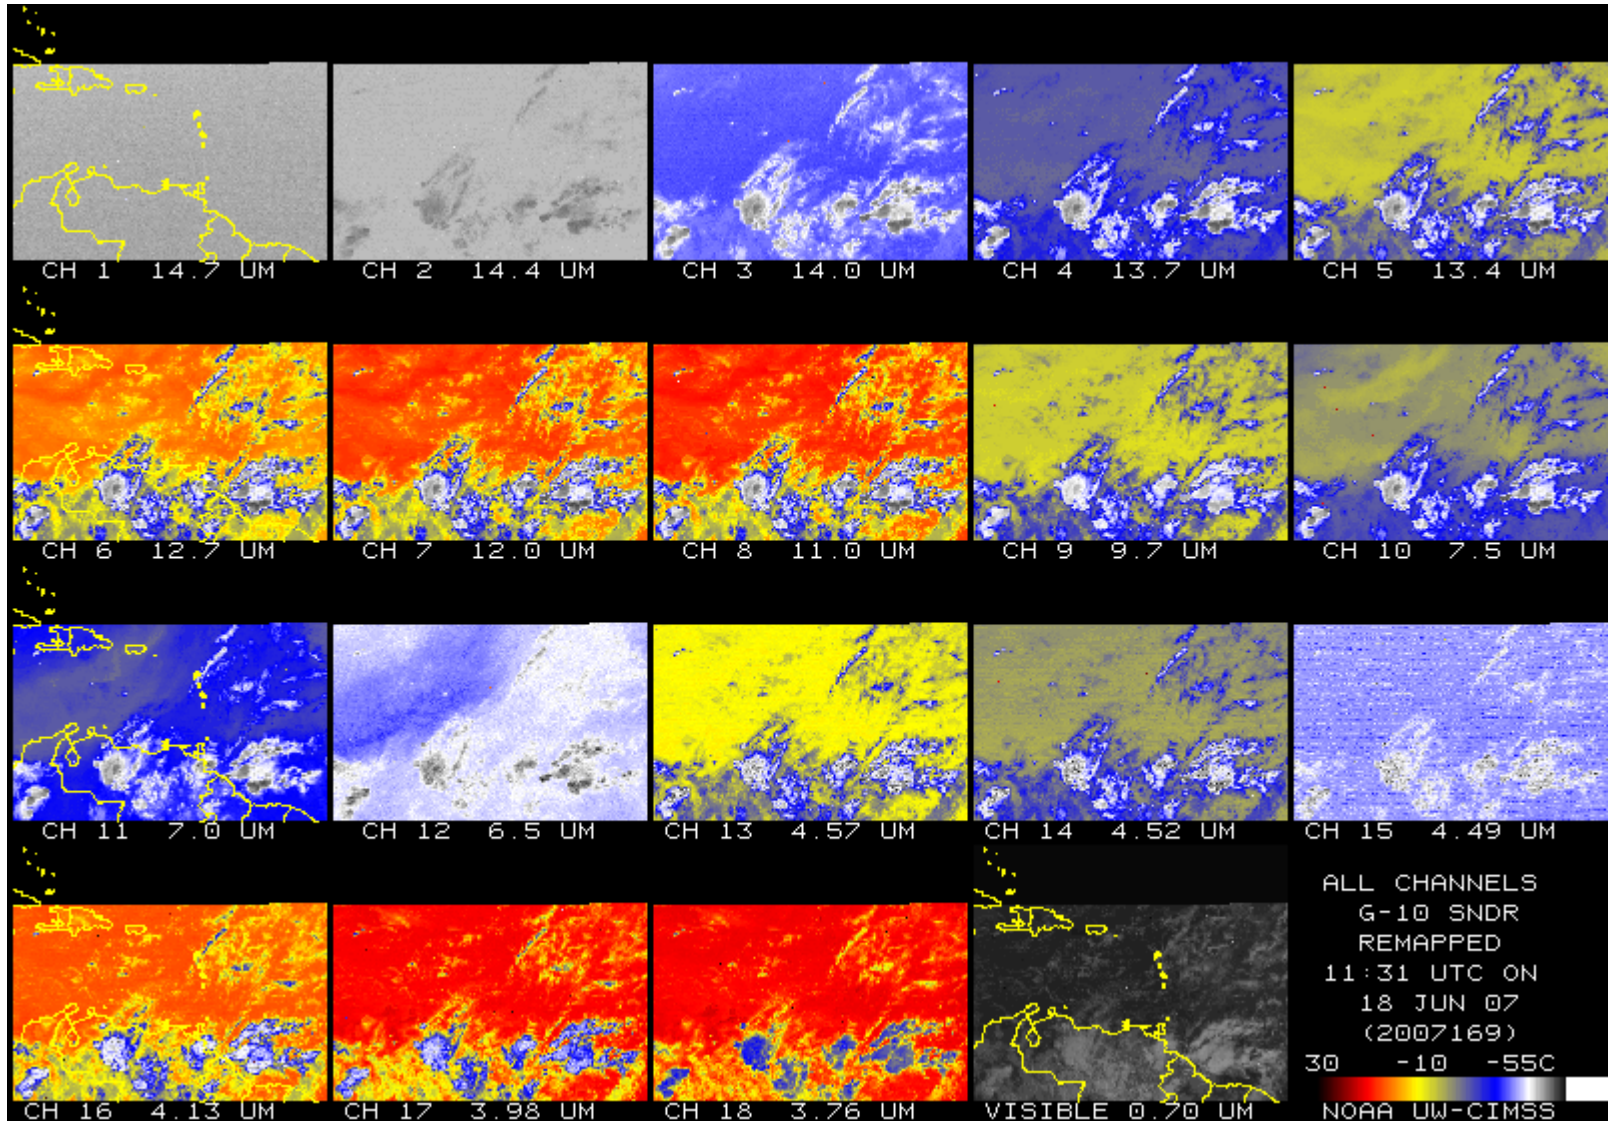 CH 1 14.7 UM
CH 2 14.4 UM
CH 3 14.0 UM
CH 4 13.7 UM
CH 5 13.4 UM
CH 6 12.7 UM
CH 7 12.0 UM
CH 8 11.0 UM
CH 9 9.7 UM
CH 10 7.5 UM
CH 11 7.0 UM
CH 12 6.5 UM
CH 13 4.57 UM
CH 14 4.52 UM
CH 15 4.49 UM
CH 16 4.13 UM
CH 17 3.98 UM
CH 18 3.76 UM
VISIBLE 0.70 UM
ALL CHANNELS
G-10 SNDR
REMAPPED
11:31 UTC ON
18 JUN 07
(2007169)
30 -10 -55C
NOAA UW-CIMSS